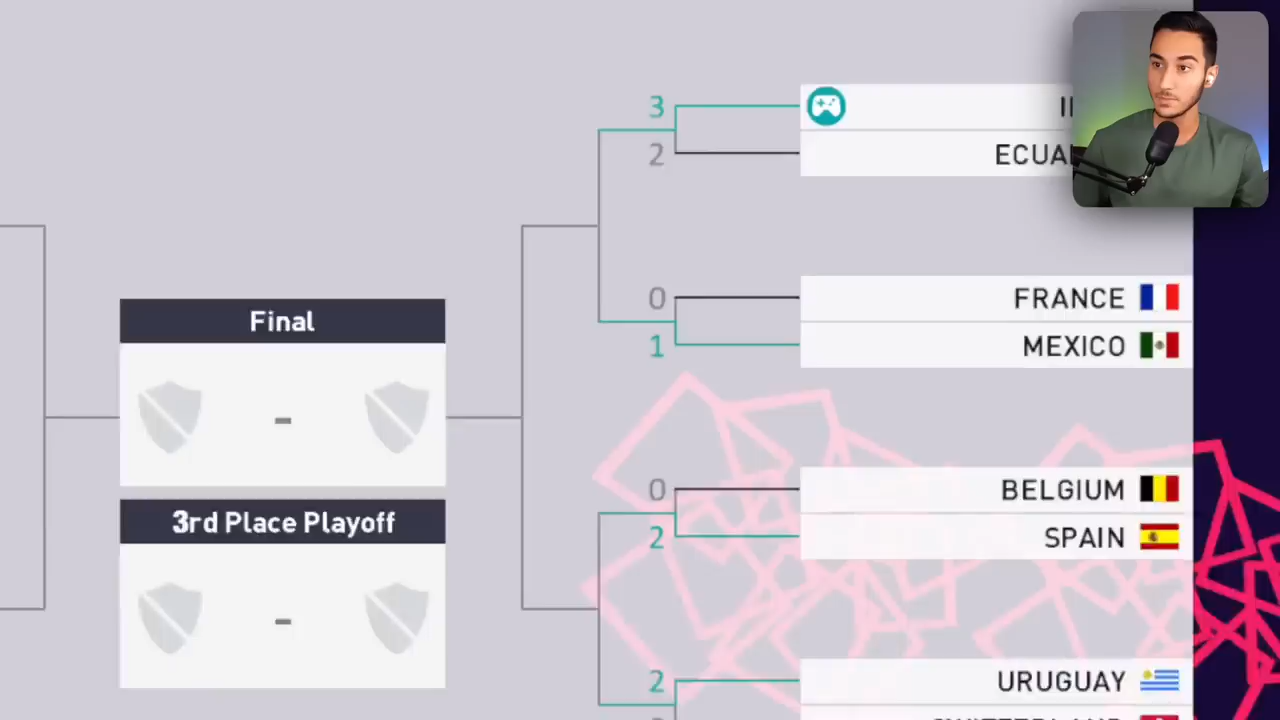 3
2
ECUA
0
FRANCE
1
MEXICO
Final
-
0
BELGIUM
2
SPAIN
3rd Place Playoff
-
2
URUGUAY